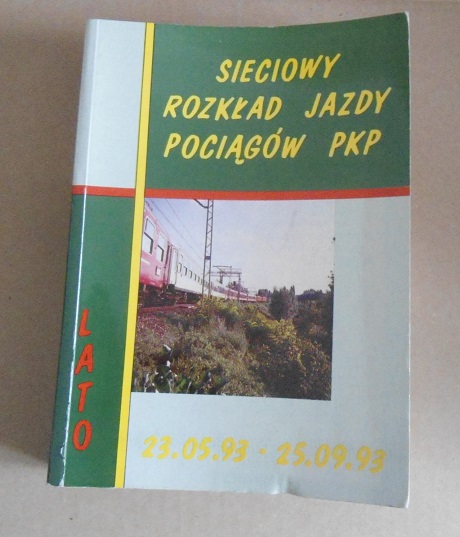 SIECIOWY
ROZKŁAD JAZDY
POCIĄGÓW PKP
LATO
23.05.93 - 25.09.93